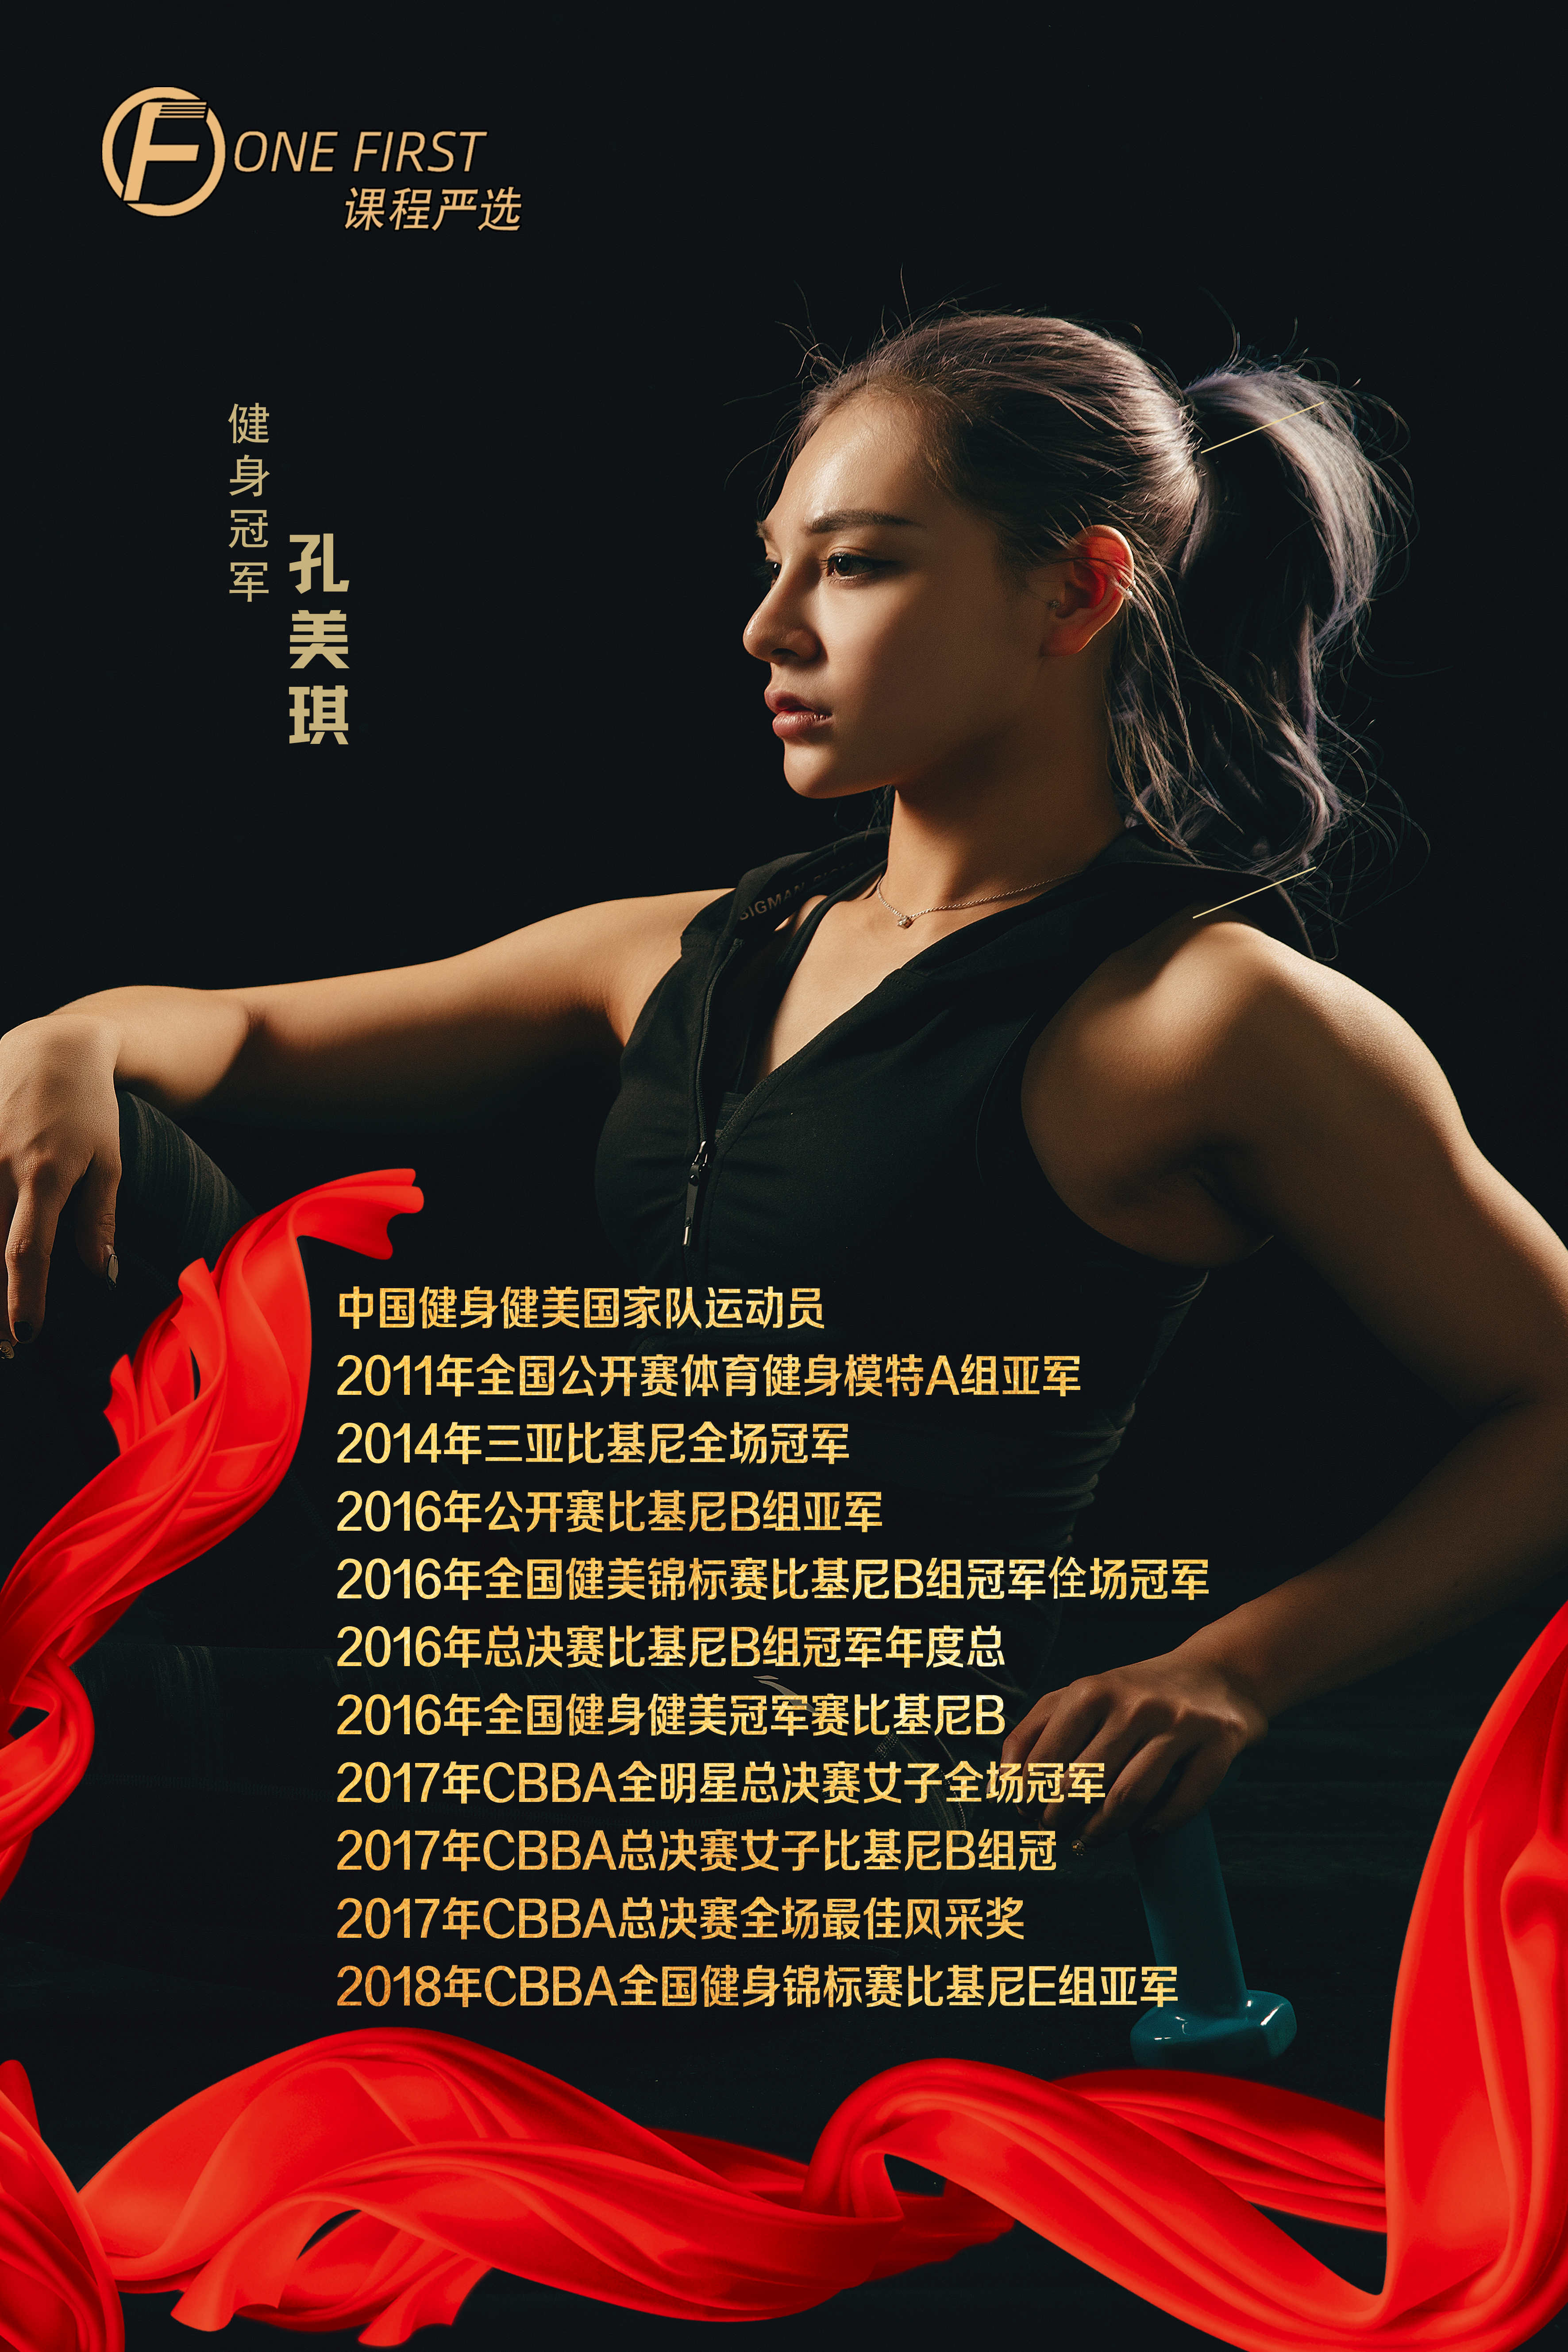 ONE FIRST
课程严选
健身冠军
孔美琪
SIGMAN
中国健身健美国家队运动员
2011年全国公开赛体育健身模特A组亚军
2014年三亚比基尼全场冠军
2016年公开赛比基尼B组亚军
2016年全国健美锦标赛比基尼B组冠军佺场冠军
2016年总决赛比基尼B组冠军年度总
2016年全国健身健美冠军赛比基尼B
2017年CBBA全明星总决赛女子全场冠军
2017年CBBA总决赛女子比基尼B组冠
2017年CBBA总决赛全场最佳风采奖
2018年CBBA全国健身锦标赛比基尼E组亚军